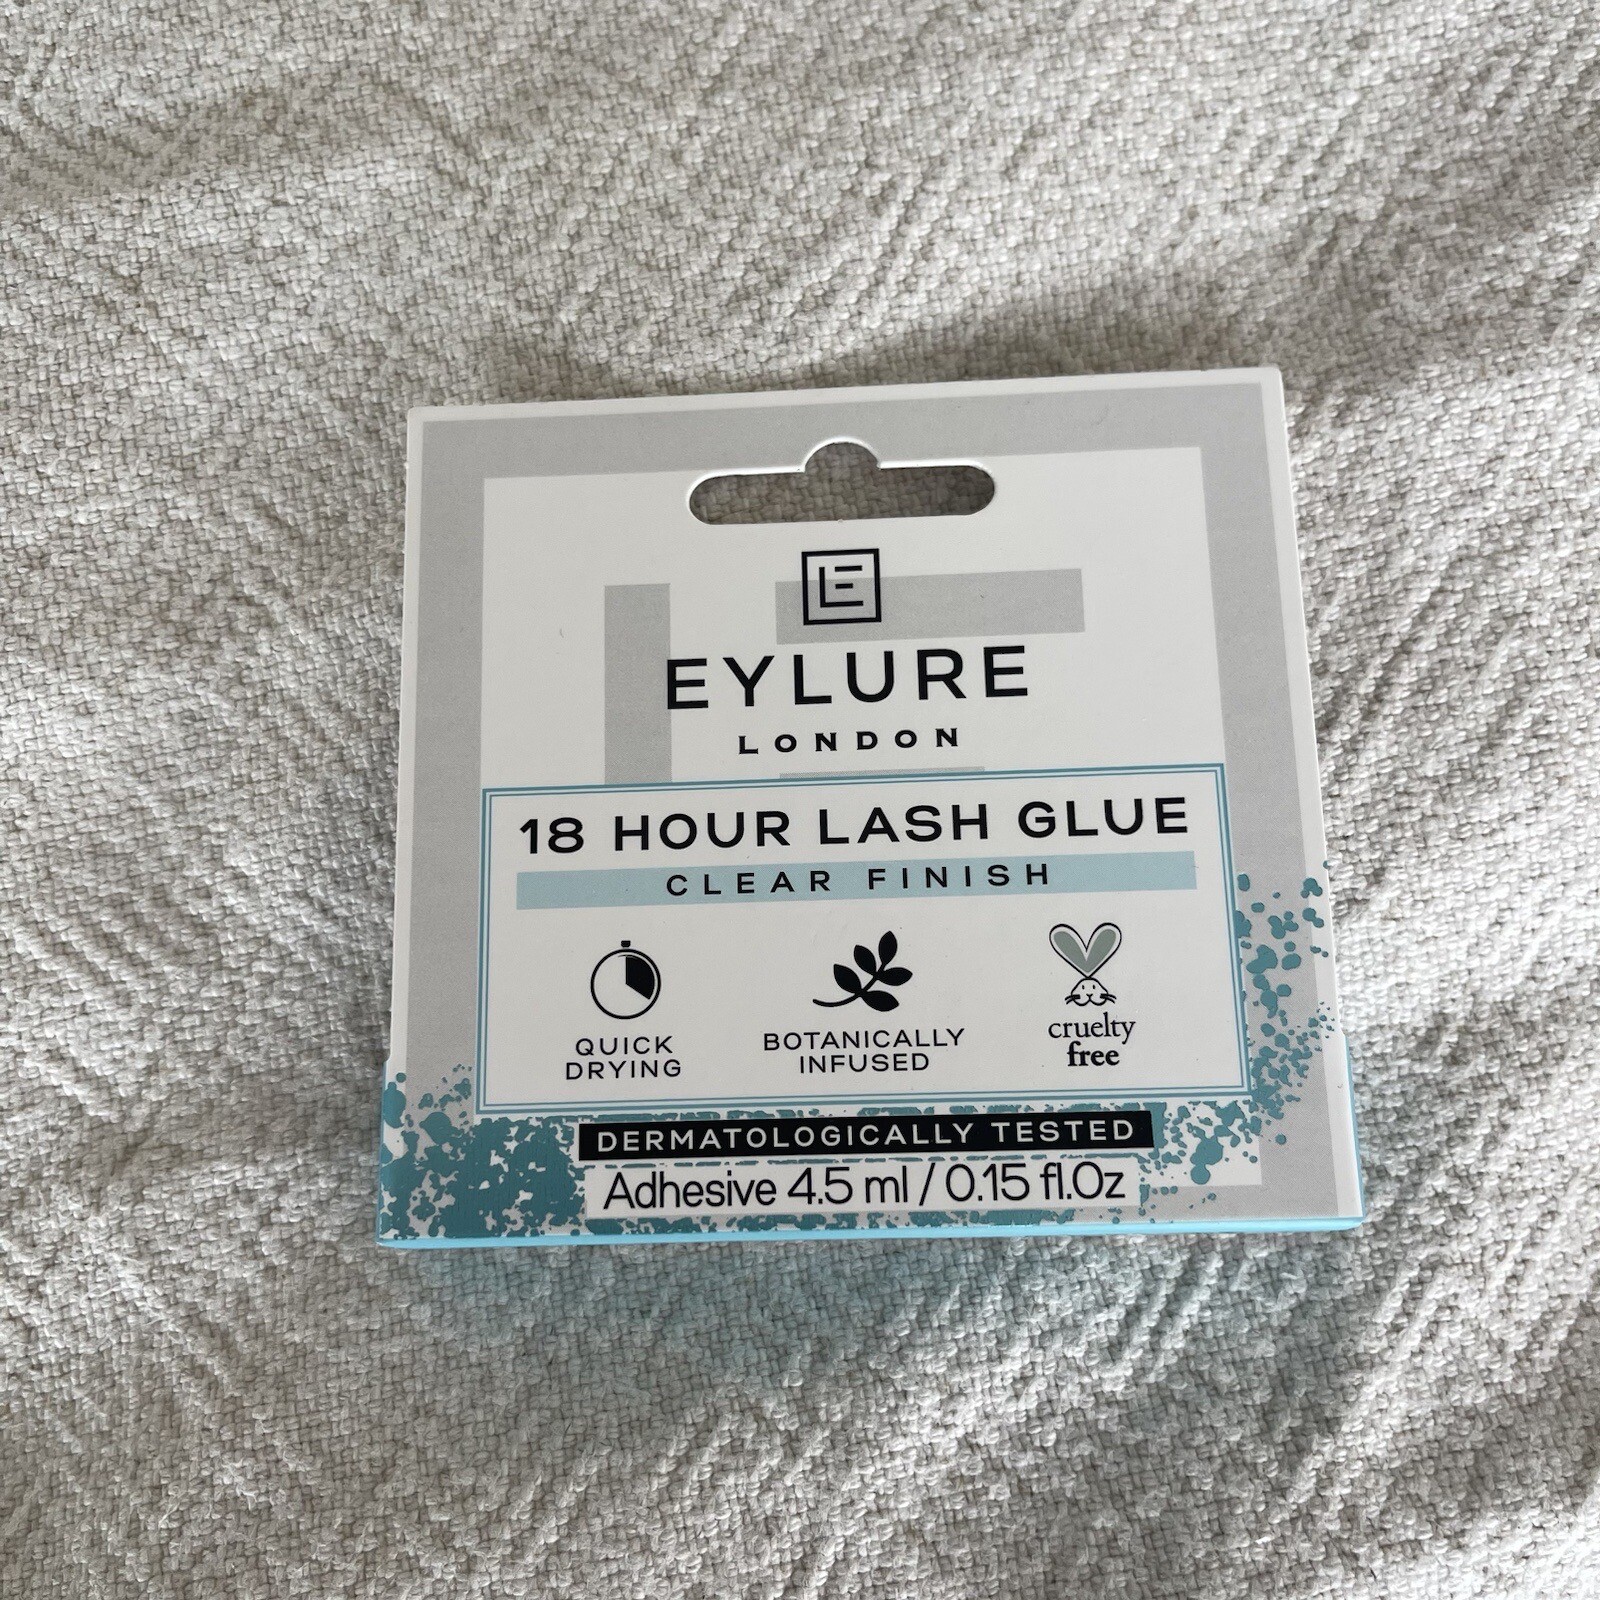 EYLURE
LONDON
18 HOUR LASH GLUE
CLEAR FINISH
QUICK
DRYING
BOTANICALLY
INFUSED
cruelty
free
DERMATOLOGICALLY TESTED
Adhesive 4.5 ml / 0.15 fl.Oz